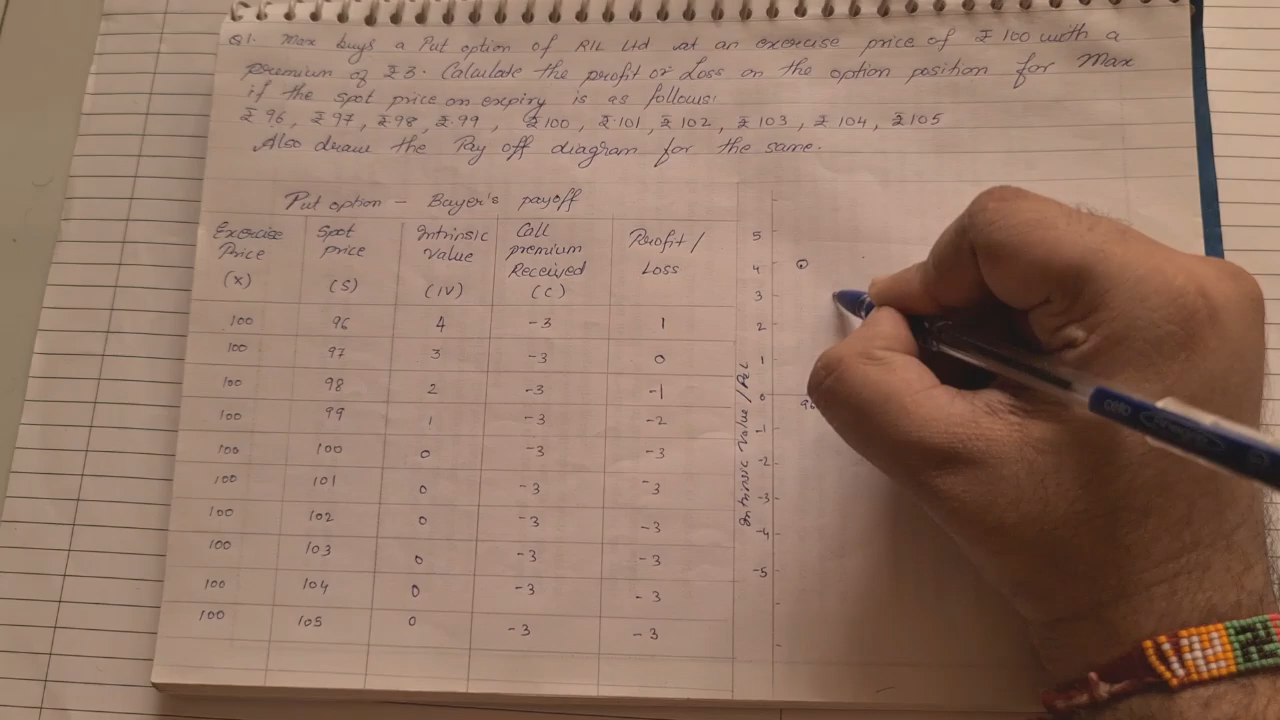 Q1. Max buys a Put option of RIL Ltd at an exercise price of ₹ 100 with a
premium of ₹ 3. Calculate the profit or Loss on the option position for Max
if the spot price on expiry is as follows:
₹ 96, ₹ 97, ₹ 98, ₹ 99, ₹ 100, ₹ 101, ₹ 102, ₹ 103, ₹ 104, ₹ 105
Also draw the Pay off diagram for the same.
Put option - Buyer's payoff
Exercise Price (X) Spot price (S) Intrinsic value (IV) Call premium Received (C) Profit / Loss
100 96 4 -3 1
100 97 3 -3 0
100 98 2 -3 -1
100 99 1 -3 -2
100 100 0 -3 -3
100 101 0 -3 -3
100 102 0 -3 -3
100 103 0 -3 -3
100 104 0 -3 -3
100 105 0 -3 -3
Intrinsic Value / P&L
5
4
3
2
1
0
96
-1
-2
-3
-4
-5